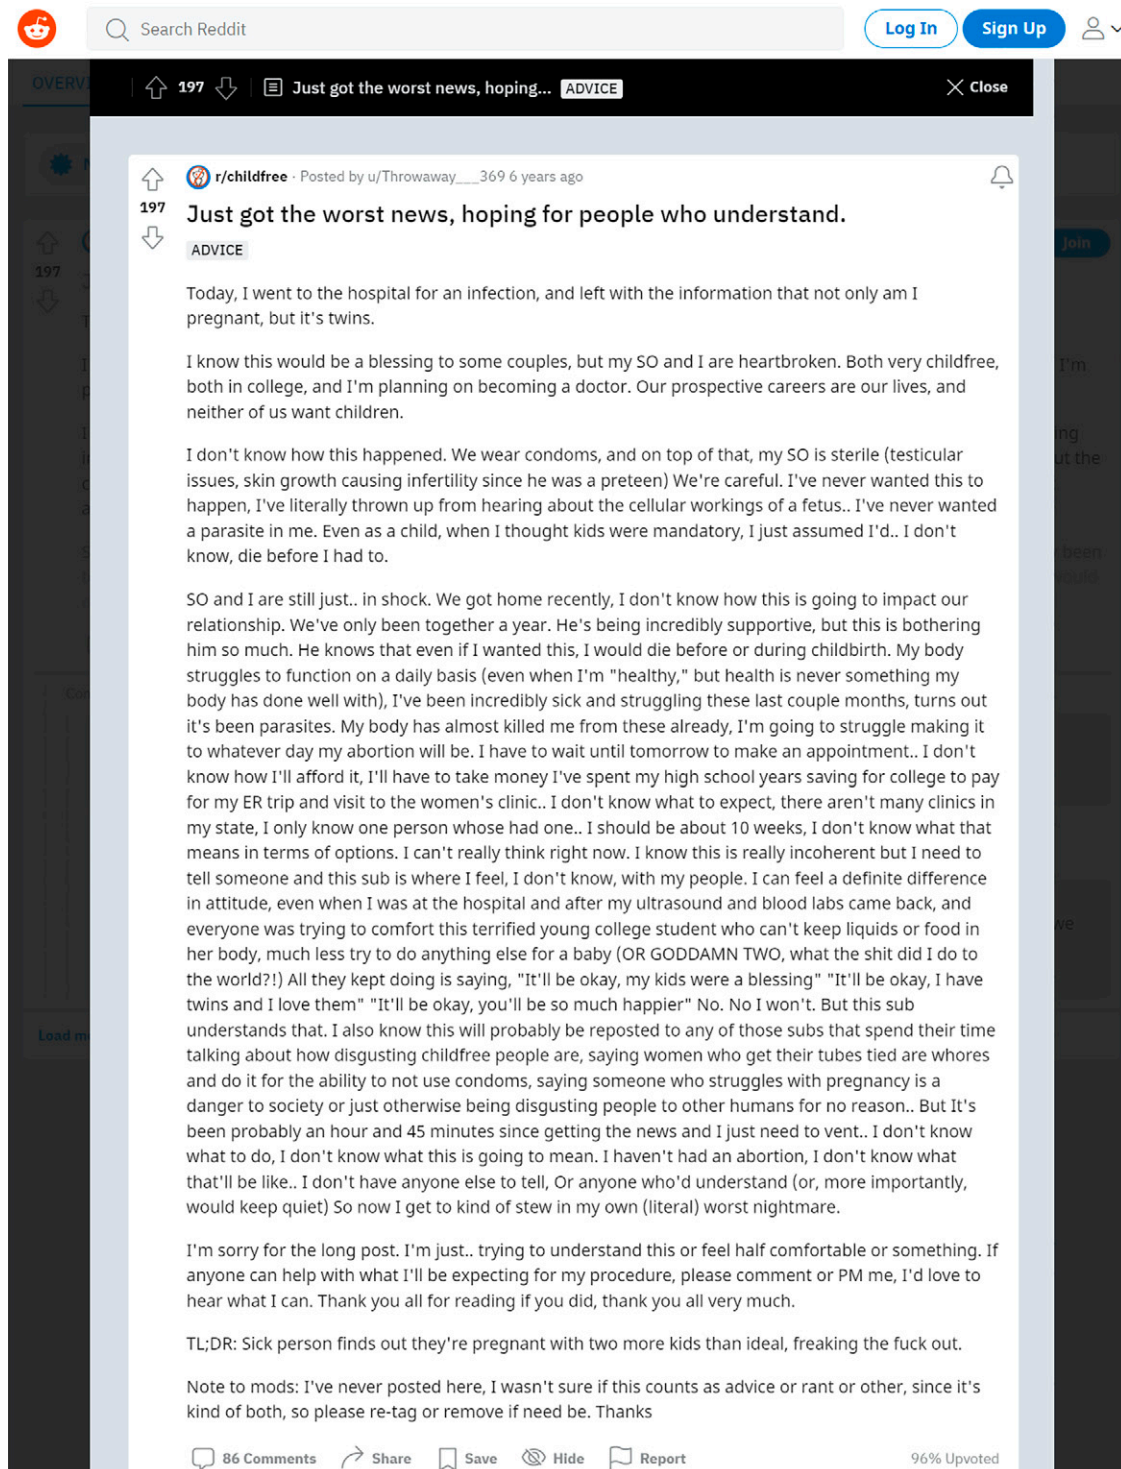 Search Reddit
Log In
Sign Up
OVERV
197
Just got the worst news, hoping...
ADVICE
Close
r/childfree · Posted by u/Throwaway___369 6 years ago
197
Just got the worst news, hoping for people who understand.
ADVICE
Join
197
Today, I went to the hospital for an infection, and left with the information that not only am I
pregnant, but it's twins.
I know this would be a blessing to some couples, but my SO and I are heartbroken. Both very childfree,
both in college, and I'm planning on becoming a doctor. Our prospective careers are our lives, and
neither of us want children.
I'm
I don't know how this happened. We wear condoms, and on top of that, my SO is sterile (testicular
issues, skin growth causing infertility since he was a preteen) We're careful. I've never wanted this to
happen, I've literally thrown up from hearing about the cellular workings of a fetus.. I've never wanted
a parasite in me. Even as a child, when I thought kids were mandatory, I just assumed I'd.. I don't
know, die before I had to.
ing
ut the
been
would
SO and I are still just.. in shock. We got home recently, I don't know how this is going to impact our
relationship. We've only been together a year. He's being incredibly supportive, but this is bothering
him so much. He knows that even if I wanted this, I would die before or during childbirth. My body
struggles to function on a daily basis (even when I'm "healthy," but health is never something my
body has done well with), I've been incredibly sick and struggling these last couple months, turns out
it's been parasites. My body has almost killed me from these already, I'm going to struggle making it
to whatever day my abortion will be. I have to wait until tomorrow to make an appointment.. I don't
know how I'll afford it, I'll have to take money I've spent my high school years saving for college to pay
for my ER trip and visit to the women's clinic.. I don't know what to expect, there aren't many clinics in
my state, I only know one person whose had one.. I should be about 10 weeks, I don't know what that
means in terms of options. I can't really think right now. I know this is really incoherent but I need to
tell someone and this sub is where I feel, I don't know, with my people. I can feel a definite difference
in attitude, even when I was at the hospital and after my ultrasound and blood labs came back, and
everyone was trying to comfort this terrified young college student who can't keep liquids or food in
her body, much less try to do anything else for a baby (OR GODDAMN TWO, what the shit did I do to
the world?!) All they kept doing is saying, "It'll be okay, my kids were a blessing" "It'll be okay, I have
twins and I love them" "It'll be okay, you'll be so much happier" No. No I won't. But this sub
understands that. I also know this will probably be reposted to any of those subs that spend their time
talking about how disgusting childfree people are, saying women who get their tubes tied are whores
and do it for the ability to not use condoms, saying someone who struggles with pregnancy is a
danger to society or just otherwise being disgusting people to other humans for no reason.. But It's
been probably an hour and 45 minutes since getting the news and I just need to vent.. I don't know
what to do, I don't know what this is going to mean. I haven't had an abortion, I don't know what
that'll be like.. I don't have anyone else to tell, Or anyone who'd understand (or, more importantly,
would keep quiet) So now I get to kind of stew in my own (literal) worst nightmare.
we
Load m
I'm sorry for the long post. I'm just.. trying to understand this or feel half comfortable or something. If
anyone can help with what I'll be expecting for my procedure, please comment or PM me, I'd love to
hear what I can. Thank you all for reading if you did, thank you all very much.
TL;DR: Sick person finds out they're pregnant with two more kids than ideal, freaking the fuck out.
Note to mods: I've never posted here, I wasn't sure if this counts as advice or rant or other, since it's
kind of both, so please re-tag or remove if need be. Thanks
86 Comments
Share
Save
Hide
Report
96% Upvoted